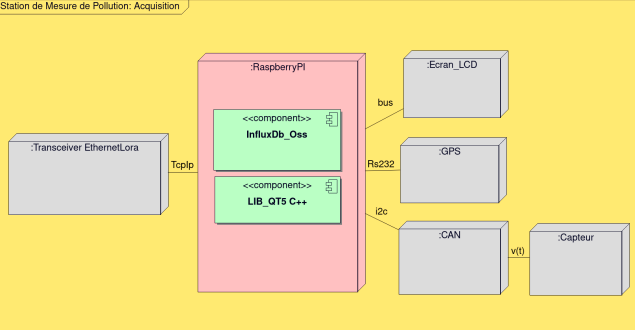 Station de Mesure de Pollution: Acquisition
:RaspberryPI
:Ecran_LCD
bus
<<component>>
InfluxDb_Oss
:Transceiver EthernetLora
TcpIp
Rs232
:GPS
<<component>>
LIB_QT5 C++
i2c
:CAN
v(t)
:Capteur